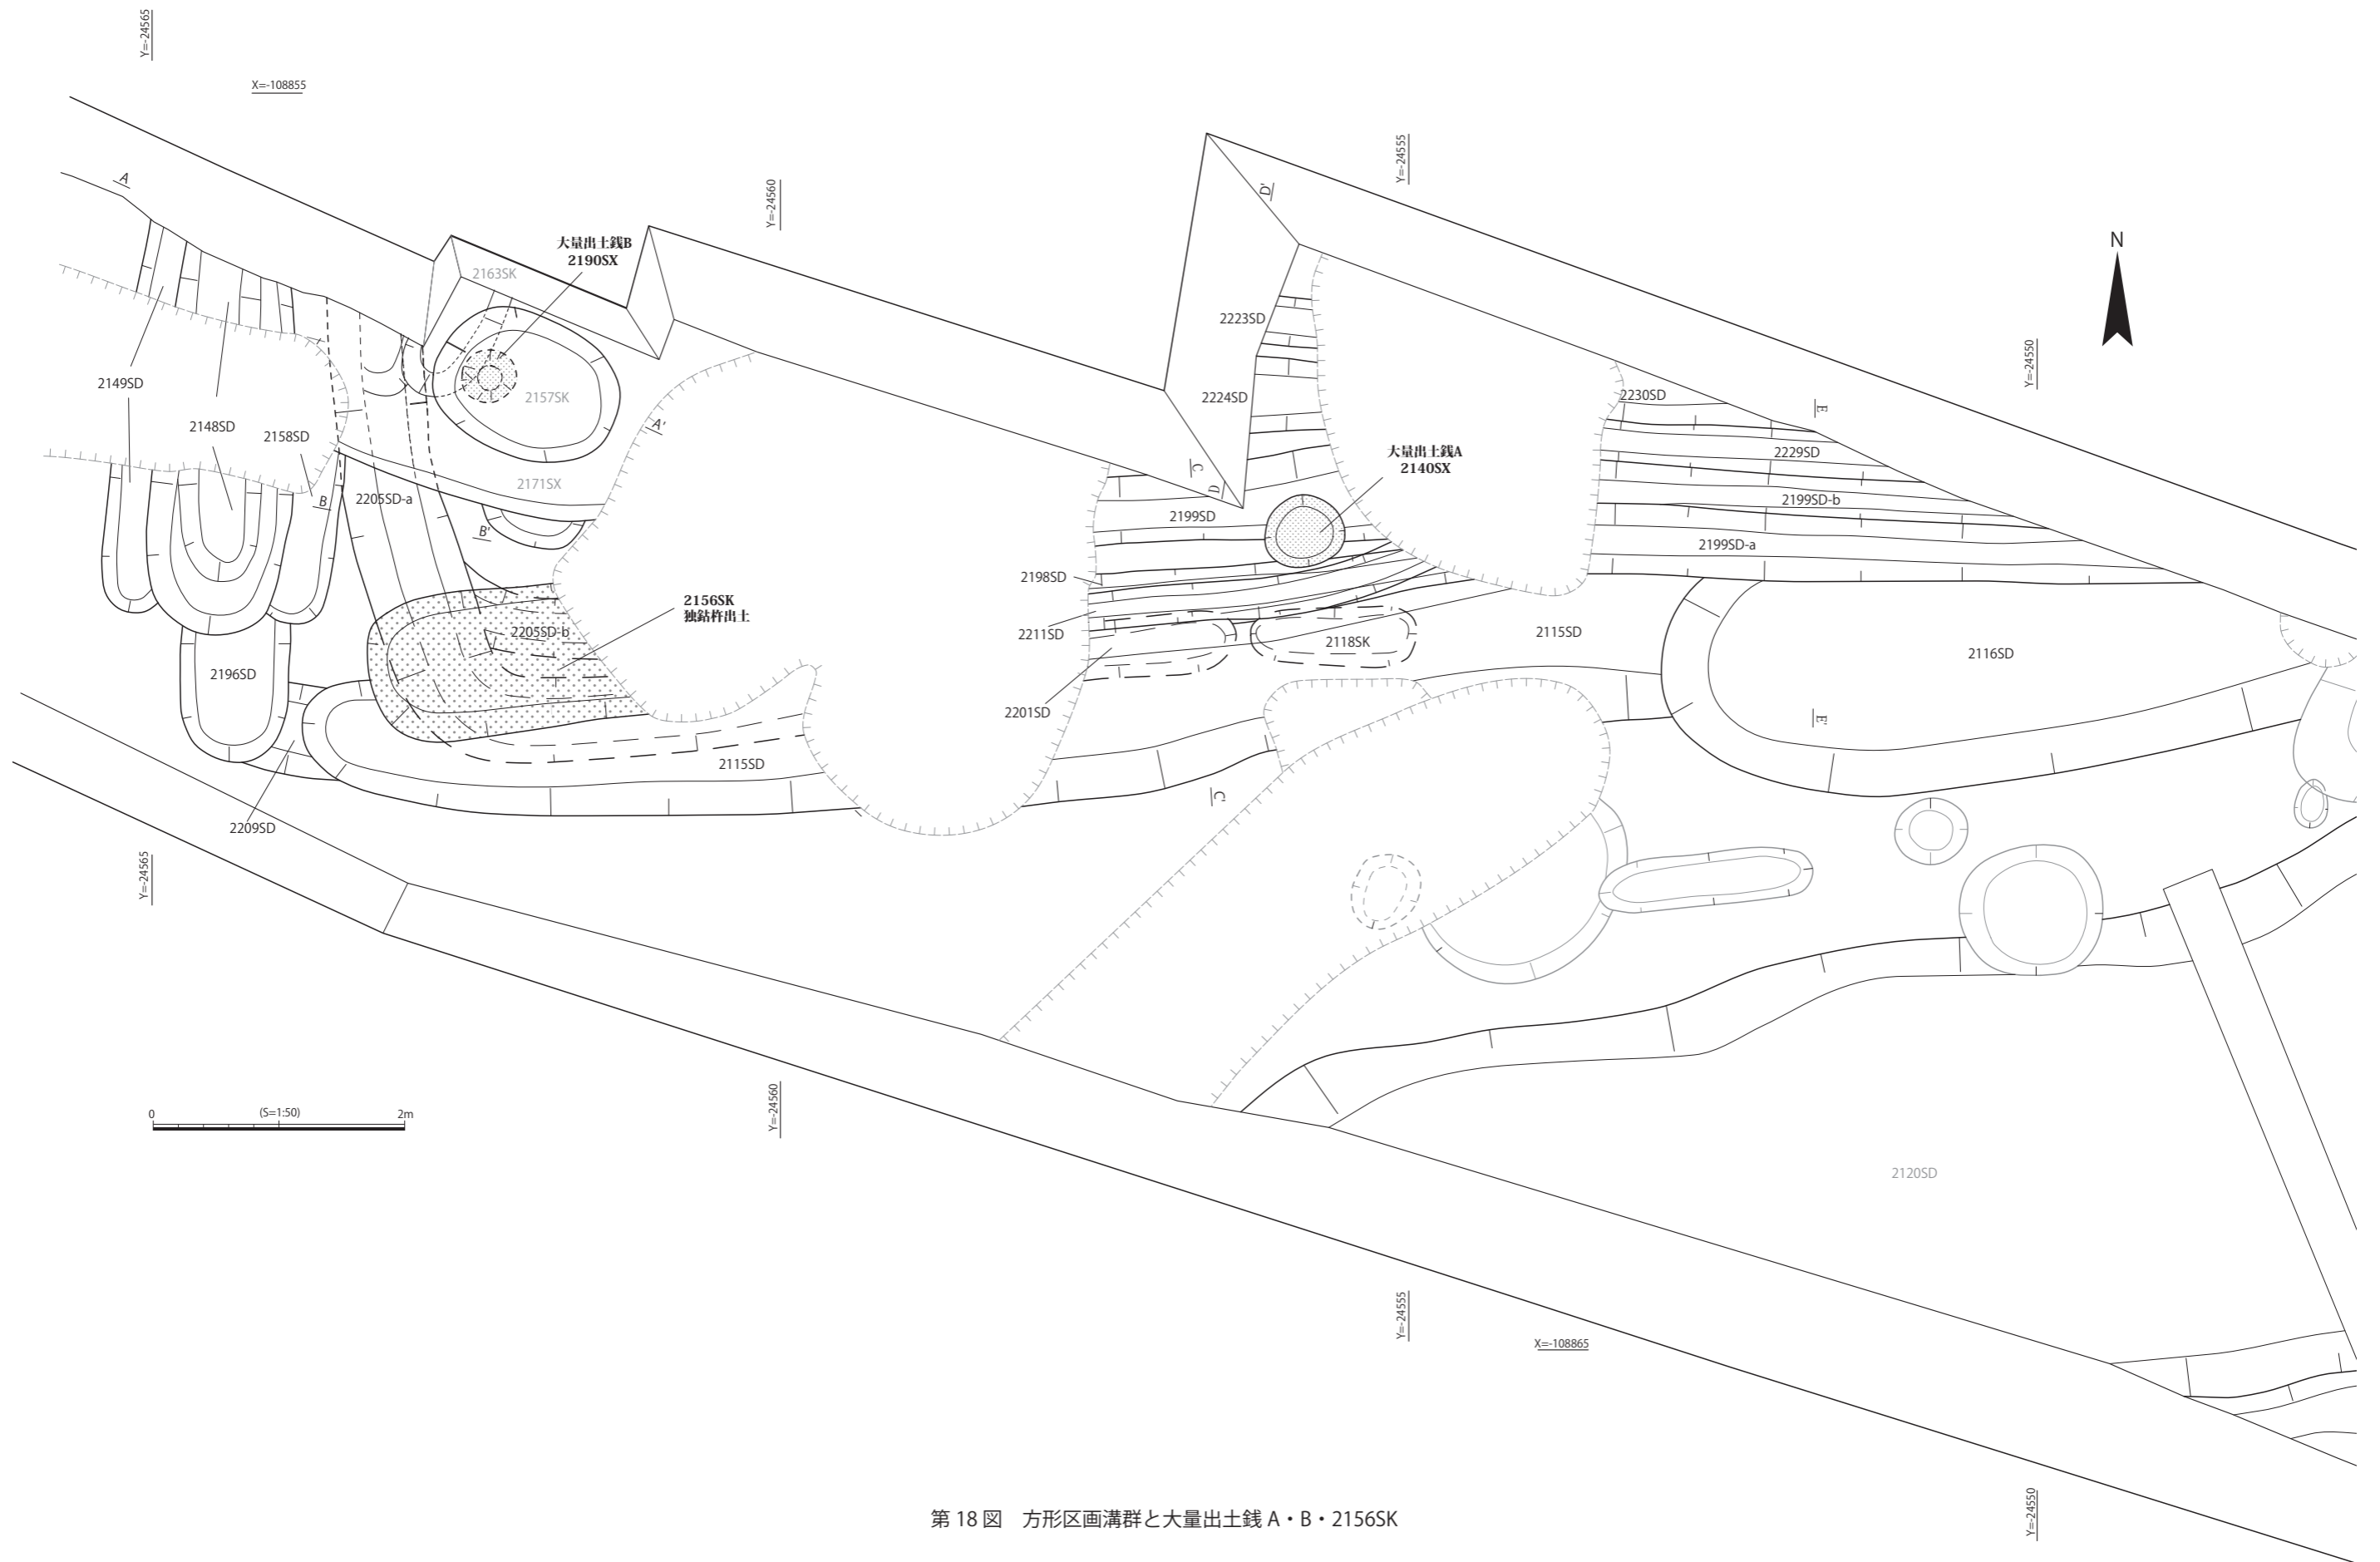 Y=-24565
X=-108855
A
Y=-24560
Y=-24555
D'
N
大量出土銭B
2190SX
2163SK
2223SD
Y=-24550
2149SD
2157SK
2224SD
2230SD
E
2148SD
2158SD
A'
大量出土銭A
2140SX
2229SD
2171SX
C
D
B
2205SD-a
2199SD-b
2199SD
B'
2199SD-a
2198SD
2156SK
独鈷杵出土
2205SD-b
2211SD
2118SK
2115SD
2116SD
2196SD
2201SD
E'
2115SD
C'
2209SD
Y=-24565
0
(S=1:50)
2m
Y=-24560
2120SD
Y=-24555
X=-108865
Y=-24550
第 18 図　方形区画溝群と大量出土銭 A・B・2156SK